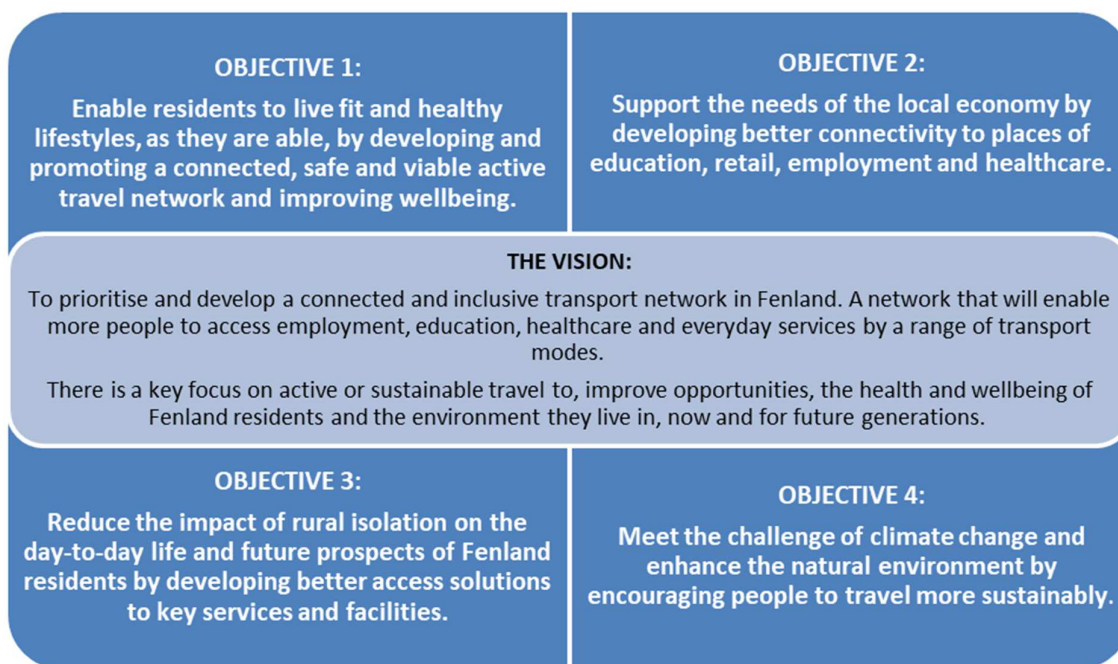 OBJECTIVE 1:
Enable residents to live fit and healthy
lifestyles, as they are able, by developing and
promoting a connected, safe and viable active
travel network and improving wellbeing.
OBJECTIVE 2:
Support the needs of the local economy by
developing better connectivity to places of
education, retail, employment and healthcare.
THE VISION:
To prioritise and develop a connected and inclusive transport network in Fenland. A network that will enable
more people to access employment, education, healthcare and everyday services by a range of transport
modes.
There is a key focus on active or sustainable travel to, improve opportunities, the health and wellbeing of
Fenland residents and the environment they live in, now and for future generations.
OBJECTIVE 3:
Reduce the impact of rural isolation on the
day-to-day life and future prospects of Fenland
residents by developing better access solutions
to key services and facilities.
OBJECTIVE 4:
Meet the challenge of climate change and
enhance the natural environment by
encouraging people to travel more sustainably.